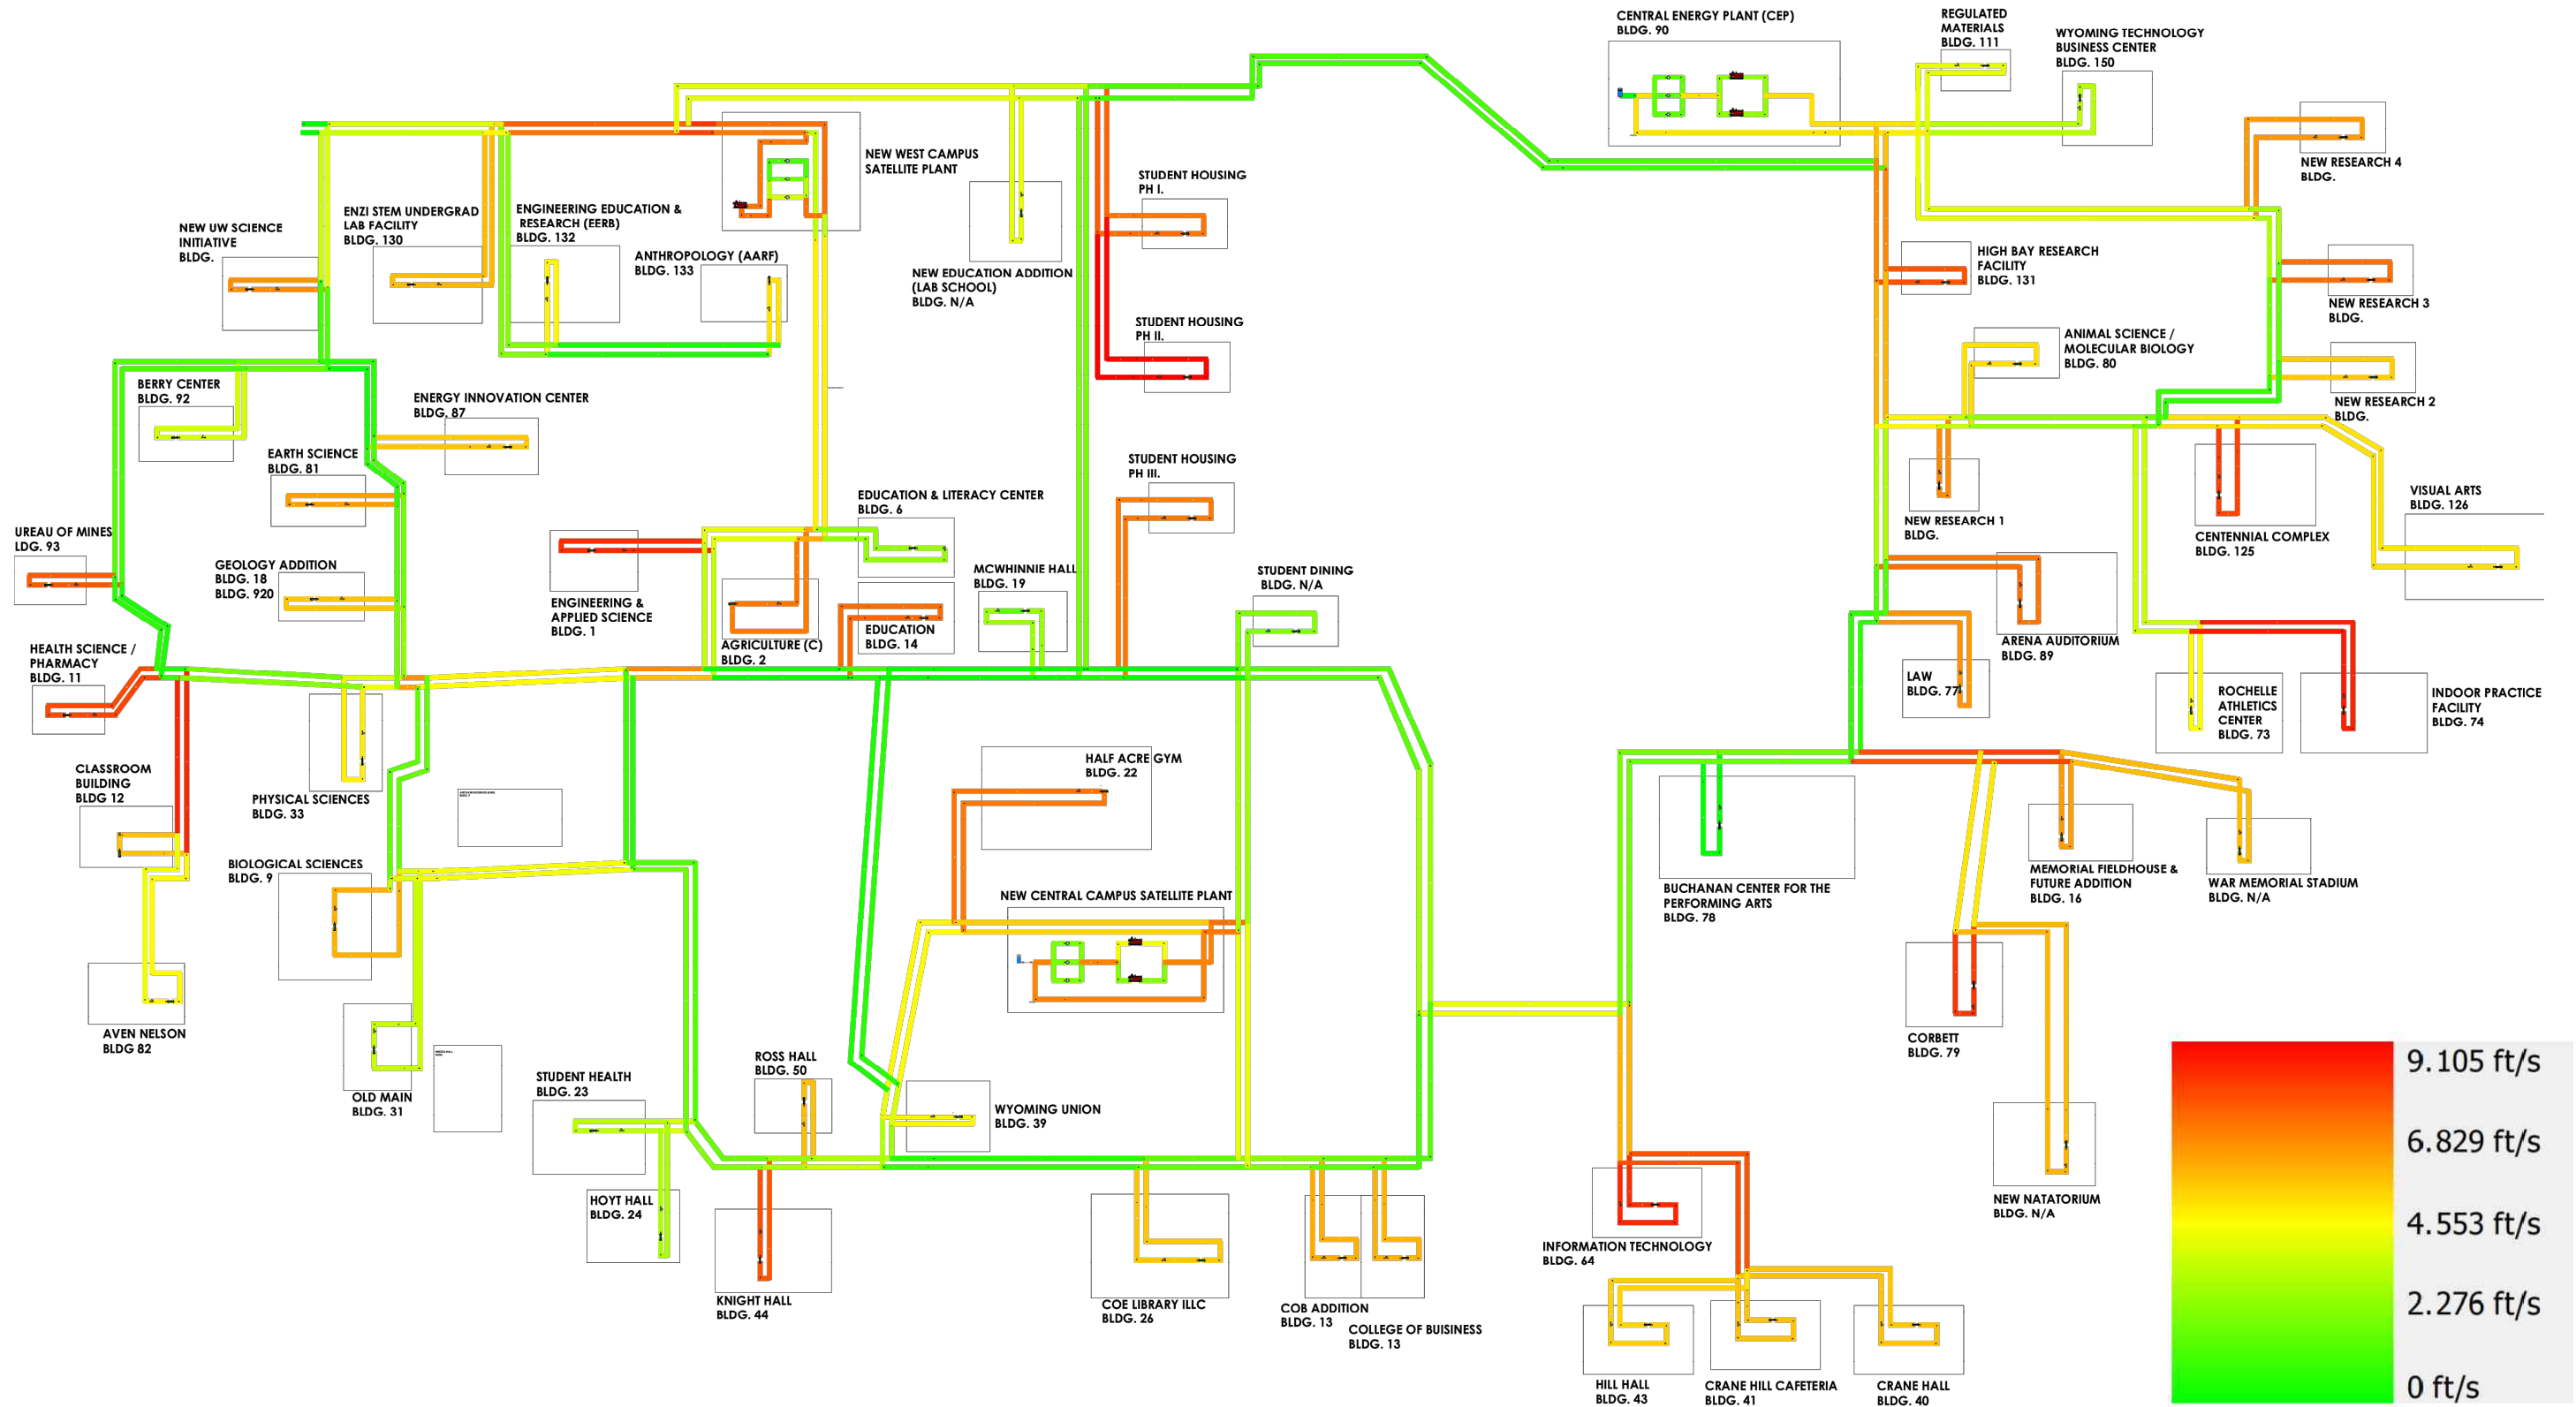 CENTRAL ENERGY PLANT (CEP)
BLDG. 90
REGULATED
MATERIALS
BLDG. 111
WYOMING TECHNOLOGY
BUSINESS CENTER
BLDG. 150
NEW RESEARCH 4
BLDG.
NEW WEST CAMPUS
SATELLITE PLANT
STUDENT HOUSING
PH I.
NEW UW SCIENCE
INITIATIVE
BLDG.
ENZI STEM UNDERGRAD
LAB FACILITY
BLDG. 130
ENGINEERING EDUCATION &
RESEARCH (EERB)
BLDG. 132
ANTHROPOLOGY (AARF)
BLDG. 133
NEW EDUCATION ADDITION
(LAB SCHOOL)
BLDG. N/A
HIGH BAY RESEARCH
FACILITY
BLDG. 131
NEW RESEARCH 3
BLDG.
STUDENT HOUSING
PH II.
ANIMAL SCIENCE /
MOLECULAR BIOLOGY
BLDG. 80
BERRY CENTER
BLDG. 92
ENERGY INNOVATION CENTER
BLDG. 87
NEW RESEARCH 2
BLDG.
EARTH SCIENCE
BLDG. 81
STUDENT HOUSING
PH III.
EDUCATION & LITERACY CENTER
BLDG. 6
NEW RESEARCH 1
BLDG.
CENTENNIAL COMPLEX
BLDG. 125
VISUAL ARTS
BLDG. 126
UREAU OF MINES
LDG. 93
GEOLOGY ADDITION
BLDG. 18
BLDG. 920
ENGINEERING &
APPLIED SCIENCE
BLDG. 1
AGRICULTURE (C)
BLDG. 2
EDUCATION
BLDG. 14
MCWHINNIE HALL
BLDG. 19
STUDENT DINING
BLDG. N/A
ARENA AUDITORIUM
BLDG. 89
LAW
BLDG. 77
HEALTH SCIENCE /
PHARMACY
BLDG. 11
ROCHELLE
ATHLETICS
CENTER
BLDG. 73
INDOOR PRACTICE
FACILITY
BLDG. 74
CLASSROOM
BUILDING
BLDG 12
PHYSICAL SCIENCES
BLDG. 33
HALF ACRE GYM
BLDG. 22
BIOLOGICAL SCIENCES
BLDG. 9
NEW CENTRAL CAMPUS SATELLITE PLANT
BUCHANAN CENTER FOR THE
PERFORMING ARTS
BLDG. 78
MEMORIAL FIELDHOUSE &
FUTURE ADDITION
BLDG. 16
WAR MEMORIAL STADIUM
BLDG. N/A
AVEN NELSON
BLDG 82
OLD MAIN
BLDG. 31
STUDENT HEALTH
BLDG. 23
ROSS HALL
BLDG. 50
WYOMING UNION
BLDG. 39
CORBETT
BLDG. 79
HOYT HALL
BLDG. 24
KNIGHT HALL
BLDG. 44
COE LIBRARY ILLC
BLDG. 26
COB ADDITION
BLDG. 13
COLLEGE OF BUISINESS
BLDG. 13
INFORMATION TECHNOLOGY
BLDG. 64
NEW NATATORIUM
BLDG. N/A
HILL HALL
BLDG. 43
CRANE HILL CAFETERIA
BLDG. 41
CRANE HALL
BLDG. 40
9.105 ft/s
6.829 ft/s
4.553 ft/s
2.276 ft/s
0 ft/s